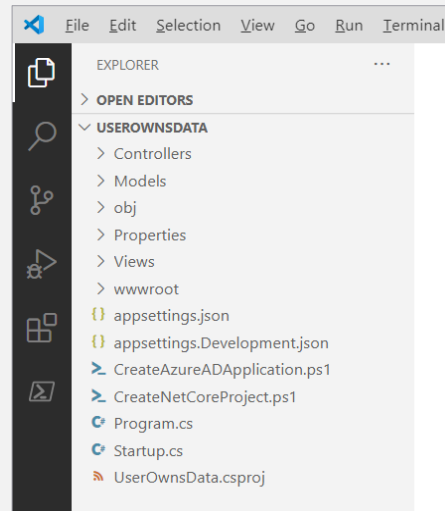 File Edit Selection View Go Run Terminal
EXPLORER ...
OPEN EDITORS
USEROWNSDATA
Controllers
Models
obj
Properties
Views
wwwroot
{} appsettings.json
{} appsettings.Development.json
CreateAzureADApplication.ps1
CreateNetCoreProject.ps1
C# Program.cs
C# Startup.cs
UserOwnsData.csproj